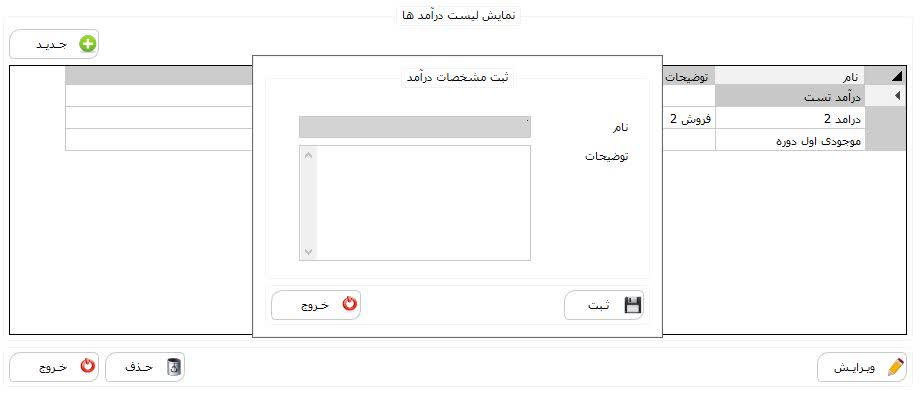 نمایش لیست درآمد ها
جدید
نام
توضیحات
درآمد تست
درامد 2
فروش 2
موجودی اول دوره
ثبت مشخصات درآمد
نام
توضیحات
ثبت
خروج
ویرایش
حذف
خروج